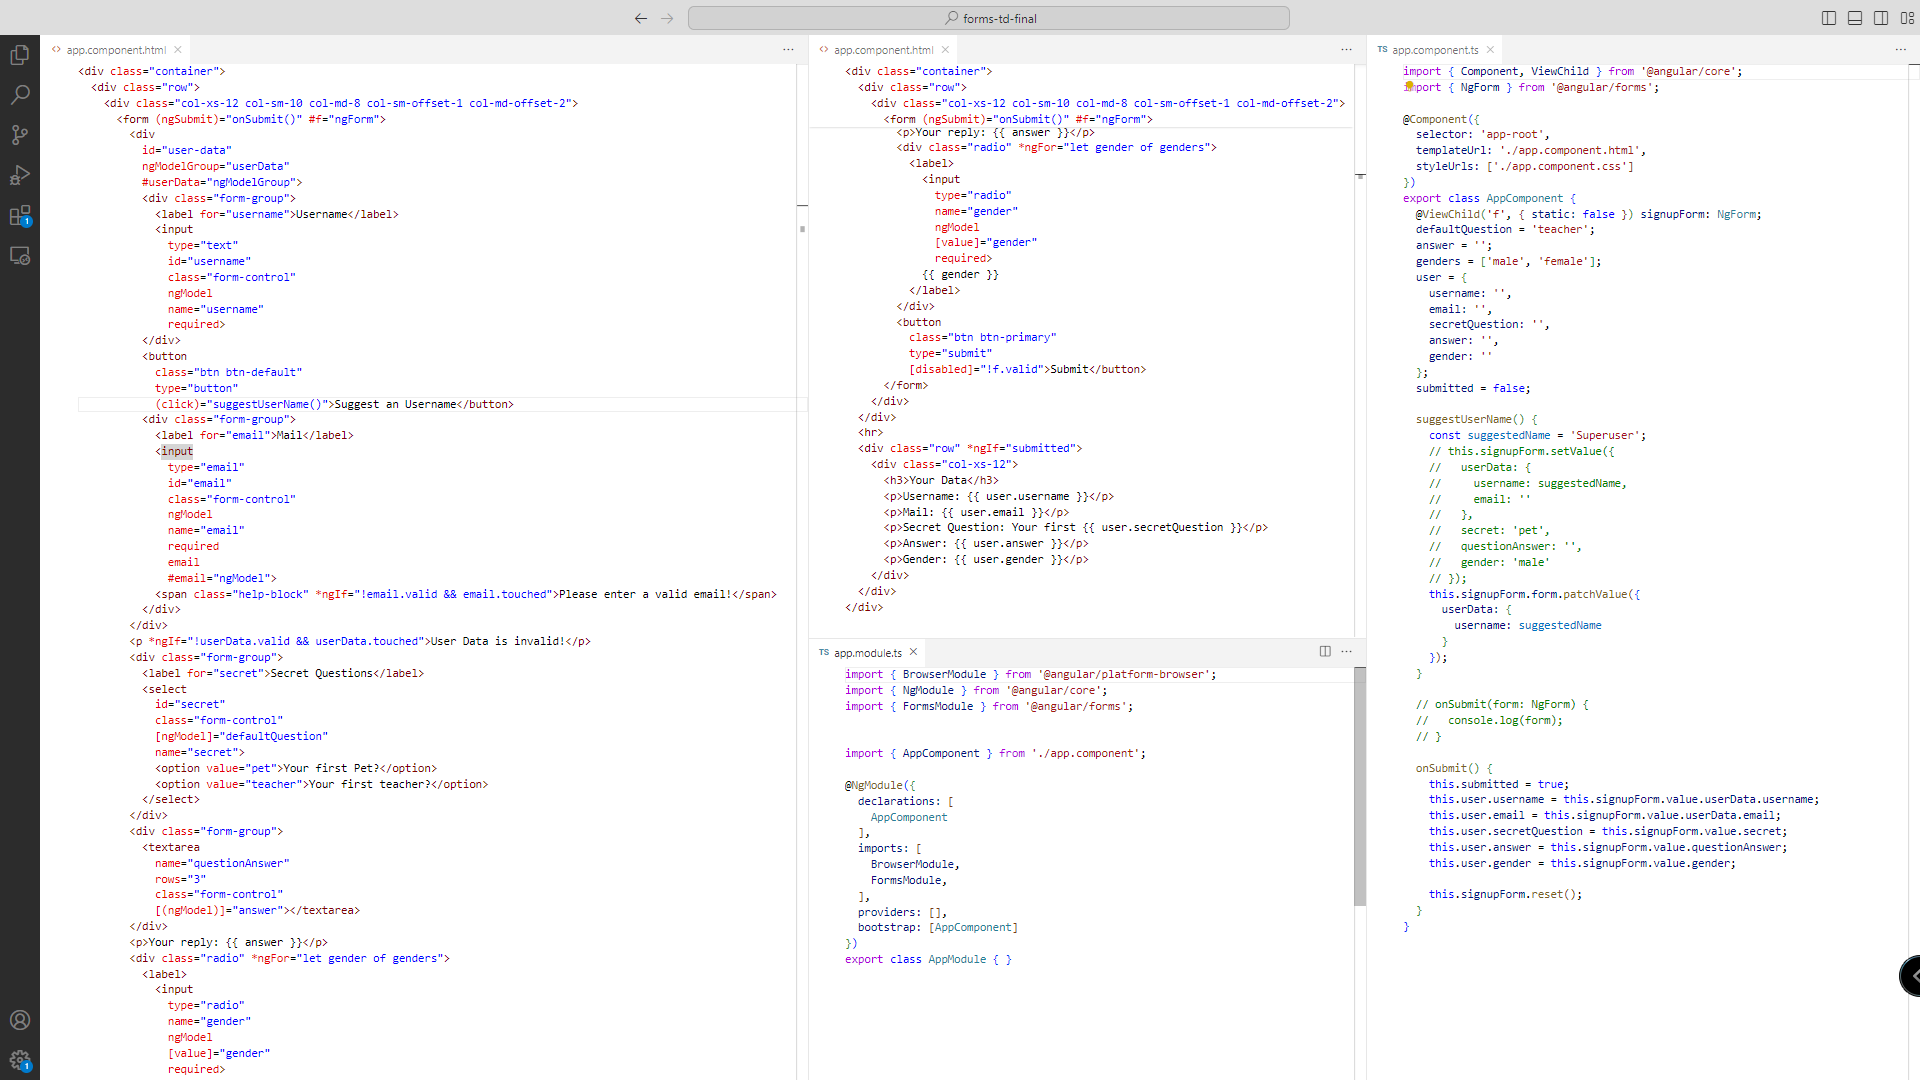 forms-td-final
app.component.html
<div class="container">
<div class="row">
<div class="col-xs-12 col-sm-10 col-md-8 col-sm-offset-1 col-md-offset-2">
<form (ngSubmit)="onSubmit()" #f="ngForm">
<div
id="user-data"
ngModelGroup="userData"
#userData="ngModelGroup">
<div class="form-group">
<label for="username">Username</label>
<input
type="text"
id="username"
class="form-control"
ngModel
name="username"
required>
</div>
<button
class="btn btn-default"
type="button"
(click)="suggestUserName()">Suggest an Username</button>
<div class="form-group">
<label for="email">Mail</label>
<input
type="email"
id="email"
class="form-control"
ngModel
name="email"
required
email
#email="ngModel">
<span class="help-block" *ngIf="!email.valid && email.touched">Please enter a valid email!</span>
</div>
</div>
<p *ngIf="!userData.valid && userData.touched">User Data is invalid!</p>
<div class="form-group">
<label for="secret">Secret Questions</label>
<select
id="secret"
class="form-control"
[ngModel]="defaultQuestion"
name="secret">
<option value="pet">Your first Pet?</option>
<option value="teacher">Your first teacher?</option>
</select>
</div>
<div class="form-group">
<textarea
name="questionAnswer"
rows="3"
class="form-control"
[(ngModel)]="answer"></textarea>
</div>
<p>Your reply: {{ answer }}</p>
<div class="radio" *ngFor="let gender of genders">
<label>
<input
type="radio"
name="gender"
ngModel
[value]="gender"
required>
app.component.html
<div class="container">
<div class="row">
<div class="col-xs-12 col-sm-10 col-md-8 col-sm-offset-1 col-md-offset-2">
<form (ngSubmit)="onSubmit()" #f="ngForm">
<p>Your reply: {{ answer }}</p>
<div class="radio" *ngFor="let gender of genders">
<label>
<input
type="radio"
name="gender"
ngModel
[value]="gender"
required>
{{ gender }}
</label>
</div>
<button
class="btn btn-primary"
type="submit"
[disabled]="!f.valid">Submit</button>
</form>
</div>
</div>
<hr>
<div class="row" *ngIf="submitted">
<div class="col-xs-12">
<h3>Your Data</h3>
<p>Username: {{ user.username }}</p>
<p>Mail: {{ user.email }}</p>
<p>Secret Question: Your first {{ user.secretQuestion }}</p>
<p>Answer: {{ user.answer }}</p>
<p>Gender: {{ user.gender }}</p>
</div>
</div>
</div>
TS app.module.ts
import { BrowserModule } from '@angular/platform-browser';
import { NgModule } from '@angular/core';
import { FormsModule } from '@angular/forms';
import { AppComponent } from './app.component';
@NgModule({
declarations: [
AppComponent
],
imports: [
BrowserModule,
FormsModule,
],
providers: [],
bootstrap: [AppComponent]
})
export class AppModule { }
TS app.component.ts
import { Component, ViewChild } from '@angular/core';
import { NgForm } from '@angular/forms';
@Component({
selector: 'app-root',
templateUrl: './app.component.html',
styleUrls: ['./app.component.css']
})
export class AppComponent {
@ViewChild('f', { static: false }) signupForm: NgForm;
defaultQuestion = 'teacher';
answer = '';
genders = ['male', 'female'];
user = {
username: '',
email: '',
secretQuestion: '',
answer: '',
gender: ''
};
submitted = false;
suggestUserName() {
const suggestedName = 'Superuser';
// this.signupForm.setValue({
// userData: {
// username: suggestedName,
// email: ''
// },
// secret: 'pet',
// questionAnswer: '',
// gender: 'male'
// });
this.signupForm.form.patchValue({
userData: {
username: suggestedName
}
});
}
// onSubmit(form: NgForm) {
// console.log(form);
// }
onSubmit() {
this.submitted = true;
this.user.username = this.signupForm.value.userData.username;
this.user.email = this.signupForm.value.userData.email;
this.user.secretQuestion = this.signupForm.value.secret;
this.user.answer = this.signupForm.value.questionAnswer;
this.user.gender = this.signupForm.value.gender;
this.signupForm.reset();
}
}
1
1